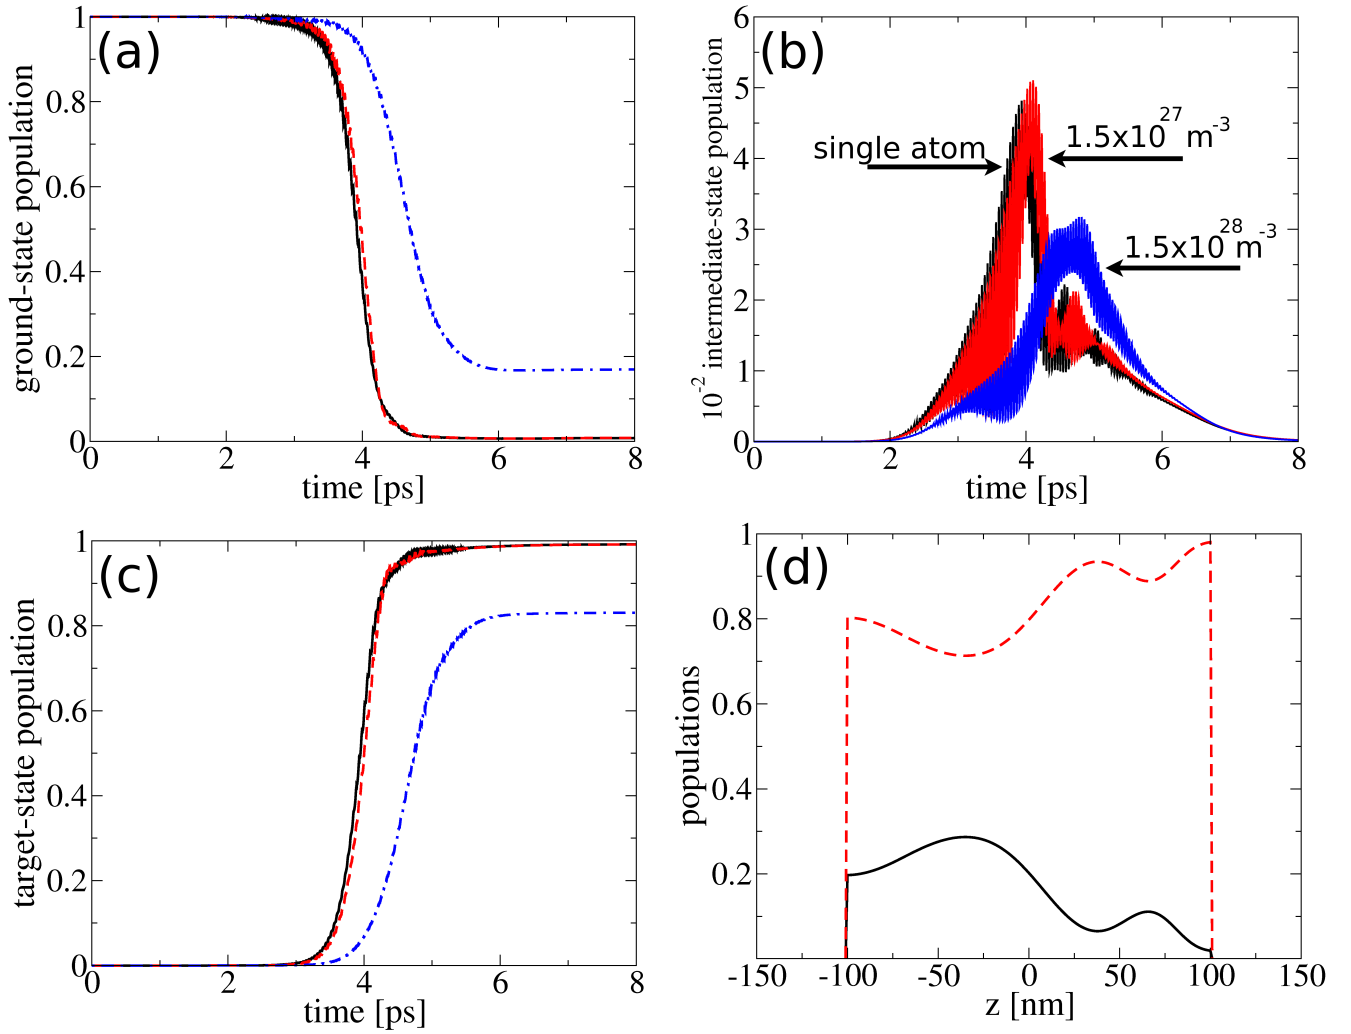 (a)
ground-state population
1
0.8
0.6
0.4
0.2
0
0 2 4 6 8
time [ps]
(b)
10⁻² intermediate-state population
6
5
4
3
2
1
0
single atom
1.5x10²⁷ m⁻³
1.5x10²⁸ m⁻³
0 2 4 6 8
time [ps]
(c)
target-state population
1
0.8
0.6
0.4
0.2
0
0 2 4 6 8
time [ps]
(d)
populations
1
0.8
0.6
0.4
0.2
-150 -100 -50 0 50 100 150
z [nm]